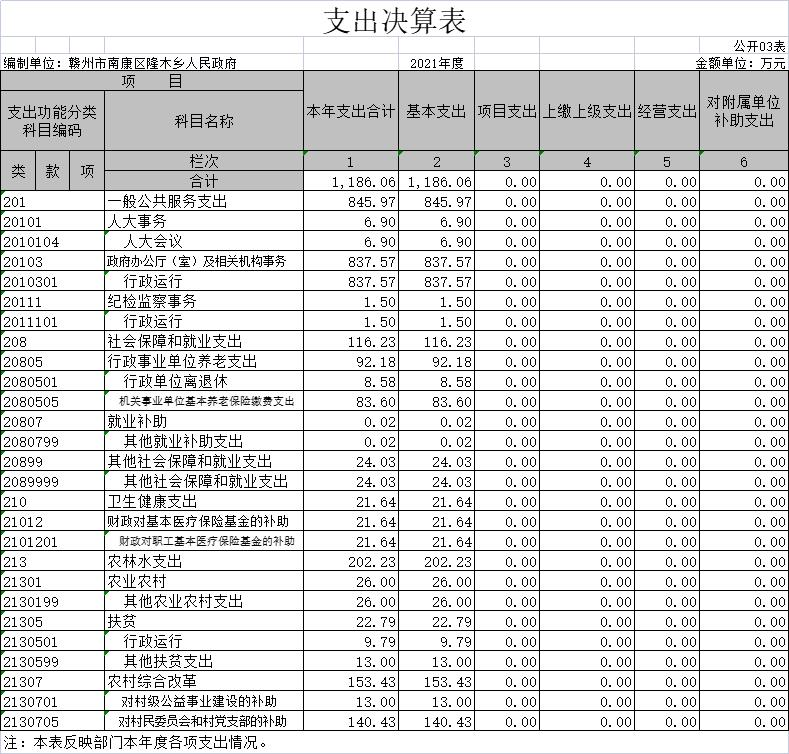 支出决算表
公开03表
编制单位：赣州市南康区隆木乡人民政府 2021年度 金额单位：万元
项 目 本年支出合计 基本支出 项目支出 上缴上级支出 经营支出 对附属单位补助支出
支出功能分类科目编码 科目名称
类 款 项 栏次 1 2 3 4 5 6
合计 1,186.06 1,186.06 0.00 0.00 0.00 0.00
201 一般公共服务支出 845.97 845.97 0.00 0.00 0.00 0.00
20101 人大事务 6.90 6.90 0.00 0.00 0.00 0.00
2010104 人大会议 6.90 6.90 0.00 0.00 0.00 0.00
20103 政府办公厅（室）及相关机构事务 837.57 837.57 0.00 0.00 0.00 0.00
2010301 行政运行 837.57 837.57 0.00 0.00 0.00 0.00
20111 纪检监察事务 1.50 1.50 0.00 0.00 0.00 0.00
2011101 行政运行 1.50 1.50 0.00 0.00 0.00 0.00
208 社会保障和就业支出 116.23 116.23 0.00 0.00 0.00 0.00
20805 行政事业单位养老支出 92.18 92.18 0.00 0.00 0.00 0.00
2080501 行政单位离退休 8.58 8.58 0.00 0.00 0.00 0.00
2080505 机关事业单位基本养老保险缴费支出 83.60 83.60 0.00 0.00 0.00 0.00
20807 就业补助 0.02 0.02 0.00 0.00 0.00 0.00
2080799 其他就业补助支出 0.02 0.02 0.00 0.00 0.00 0.00
20899 其他社会保障和就业支出 24.03 24.03 0.00 0.00 0.00 0.00
2089999 其他社会保障和就业支出 24.03 24.03 0.00 0.00 0.00 0.00
210 卫生健康支出 21.64 21.64 0.00 0.00 0.00 0.00
21012 财政对基本医疗保险基金的补助 21.64 21.64 0.00 0.00 0.00 0.00
2101201 财政对职工基本医疗保险基金的补助 21.64 21.64 0.00 0.00 0.00 0.00
213 农林水支出 202.23 202.23 0.00 0.00 0.00 0.00
21301 农业农村 26.00 26.00 0.00 0.00 0.00 0.00
2130199 其他农业农村支出 26.00 26.00 0.00 0.00 0.00 0.00
21305 扶贫 22.79 22.79 0.00 0.00 0.00 0.00
2130501 行政运行 9.79 9.79 0.00 0.00 0.00 0.00
2130599 其他扶贫支出 13.00 13.00 0.00 0.00 0.00 0.00
21307 农村综合改革 153.43 153.43 0.00 0.00 0.00 0.00
2130701 对村级公益事业建设的补助 13.00 13.00 0.00 0.00 0.00 0.00
2130705 对村民委员会和村党支部的补助 140.43 140.43 0.00 0.00 0.00 0.00
注：本表反映部门本年度各项支出情况。